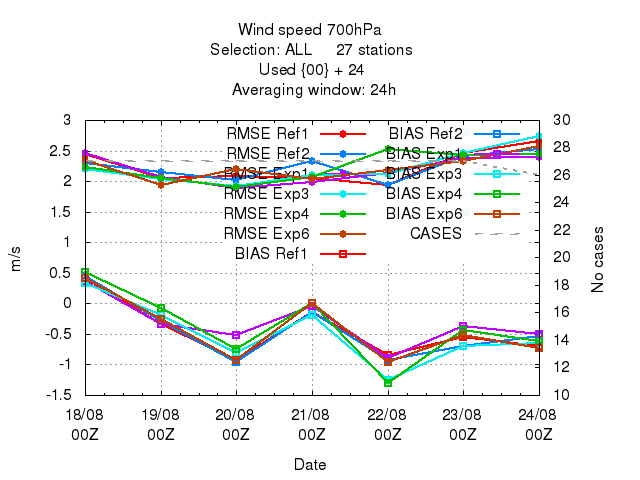 Wind speed 700hPa
Selection: ALL 27 stations
Used {00} + 24
Averaging window: 24h
3
2.5
2
1.5
1
0.5
0
-0.5
-1
-1.5
m/s
30
28
26
24
22
20
18
16
14
12
10
No cases
RMSE Ref1
RMSE Ref2
RMSE Exp1
RMSE Exp3
RMSE Exp4
RMSE Exp6
BIAS Ref1
BIAS Ref2
BIAS Exp1
BIAS Exp3
BIAS Exp4
BIAS Exp6
CASES
18/08 19/08 20/08 21/08 22/08 23/08 24/08
00Z 00Z 00Z 00Z 00Z 00Z 00Z
Date